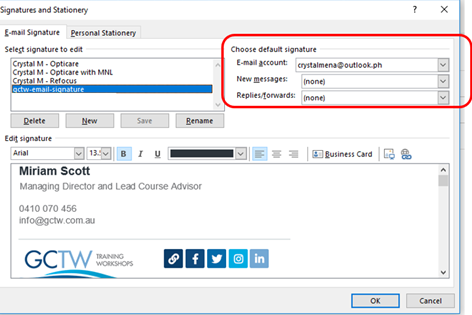 Signatures and Stationery
? ×
E-mail Signature Personal Stationery
Select signature to edit
Crystal M - Opticare
Crystal M - Opticare with MNL
Crystal M - Refocus
gctw-email-signature
Delete New Save Rename
Choose default signature
E-mail account: crystalmena@outlook.ph
New messages: (none)
Replies/forwards: (none)
Edit signature
Arial B I U Business Card
Miriam Scott
Managing Director and Lead Course Advisor
0410 070 456
info@gctw.com.au
GCTW TRAINING
WORKSHOPS
OK Cancel